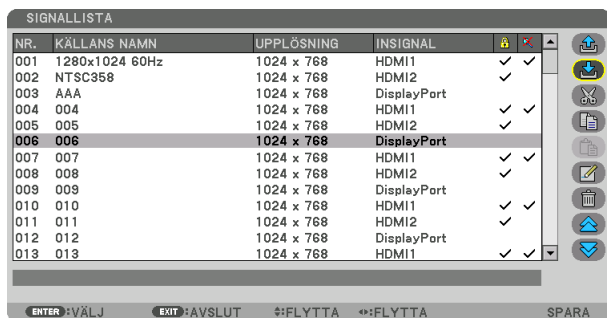 SIGNALLISTA
NR. KÄLLANS NAMN UPPLÖSNING INSIGNAL
001 1280x1024 60Hz 1024 x 768 HDMI1 ✓ ✓
002 NTSC358 1024 x 768 HDMI2 ✓
003 AAA 1024 x 768 DisplayPort
004 004 1024 x 768 HDMI1 ✓ ✓
005 005 1024 x 768 HDMI2 ✓
006 006 1024 x 768 DisplayPort
007 007 1024 x 768 HDMI1 ✓ ✓
008 008 1024 x 768 HDMI2 ✓
009 009 1024 x 768 DisplayPort
010 010 1024 x 768 HDMI1 ✓ ✓
011 011 1024 x 768 HDMI2 ✓
012 012 1024 x 768 DisplayPort
013 013 1024 x 768 HDMI1 ✓ ✓
ENTER:VÄLJ EXIT:AVSLUT :FLYTTA :FLYTTA SPARA